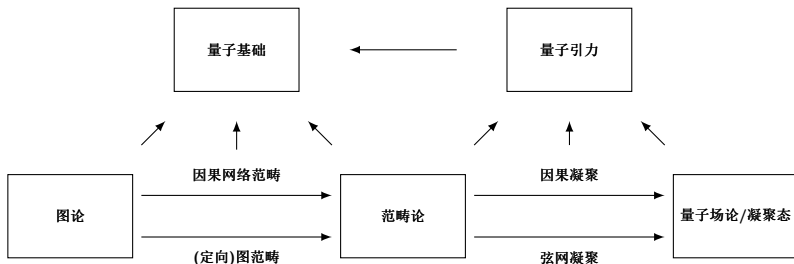 量子基础
量子引力
因果网络范畴
因果凝聚
图论
范畴论
量子场论/凝聚态
(定向)图范畴
弦网凝聚